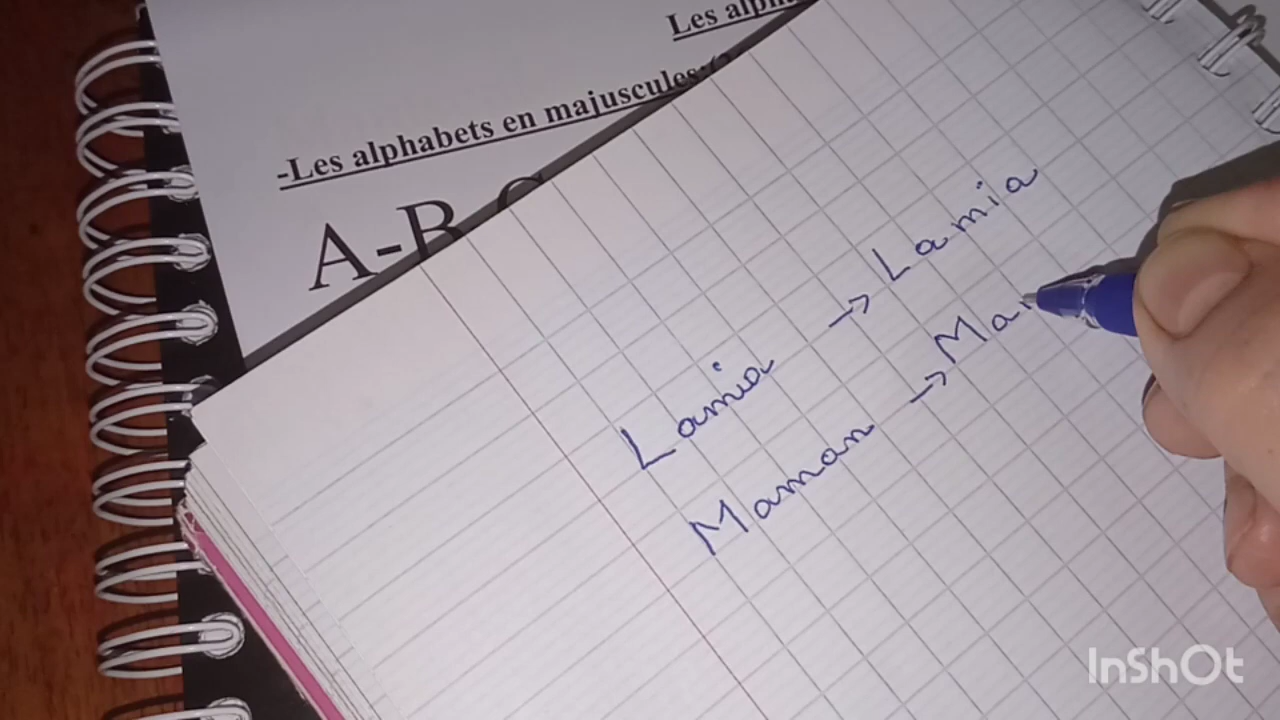 Les alph
-Les alphabets en majuscules:
A-B-C
Lamia → Lamia
Maman → Ma
InShOt